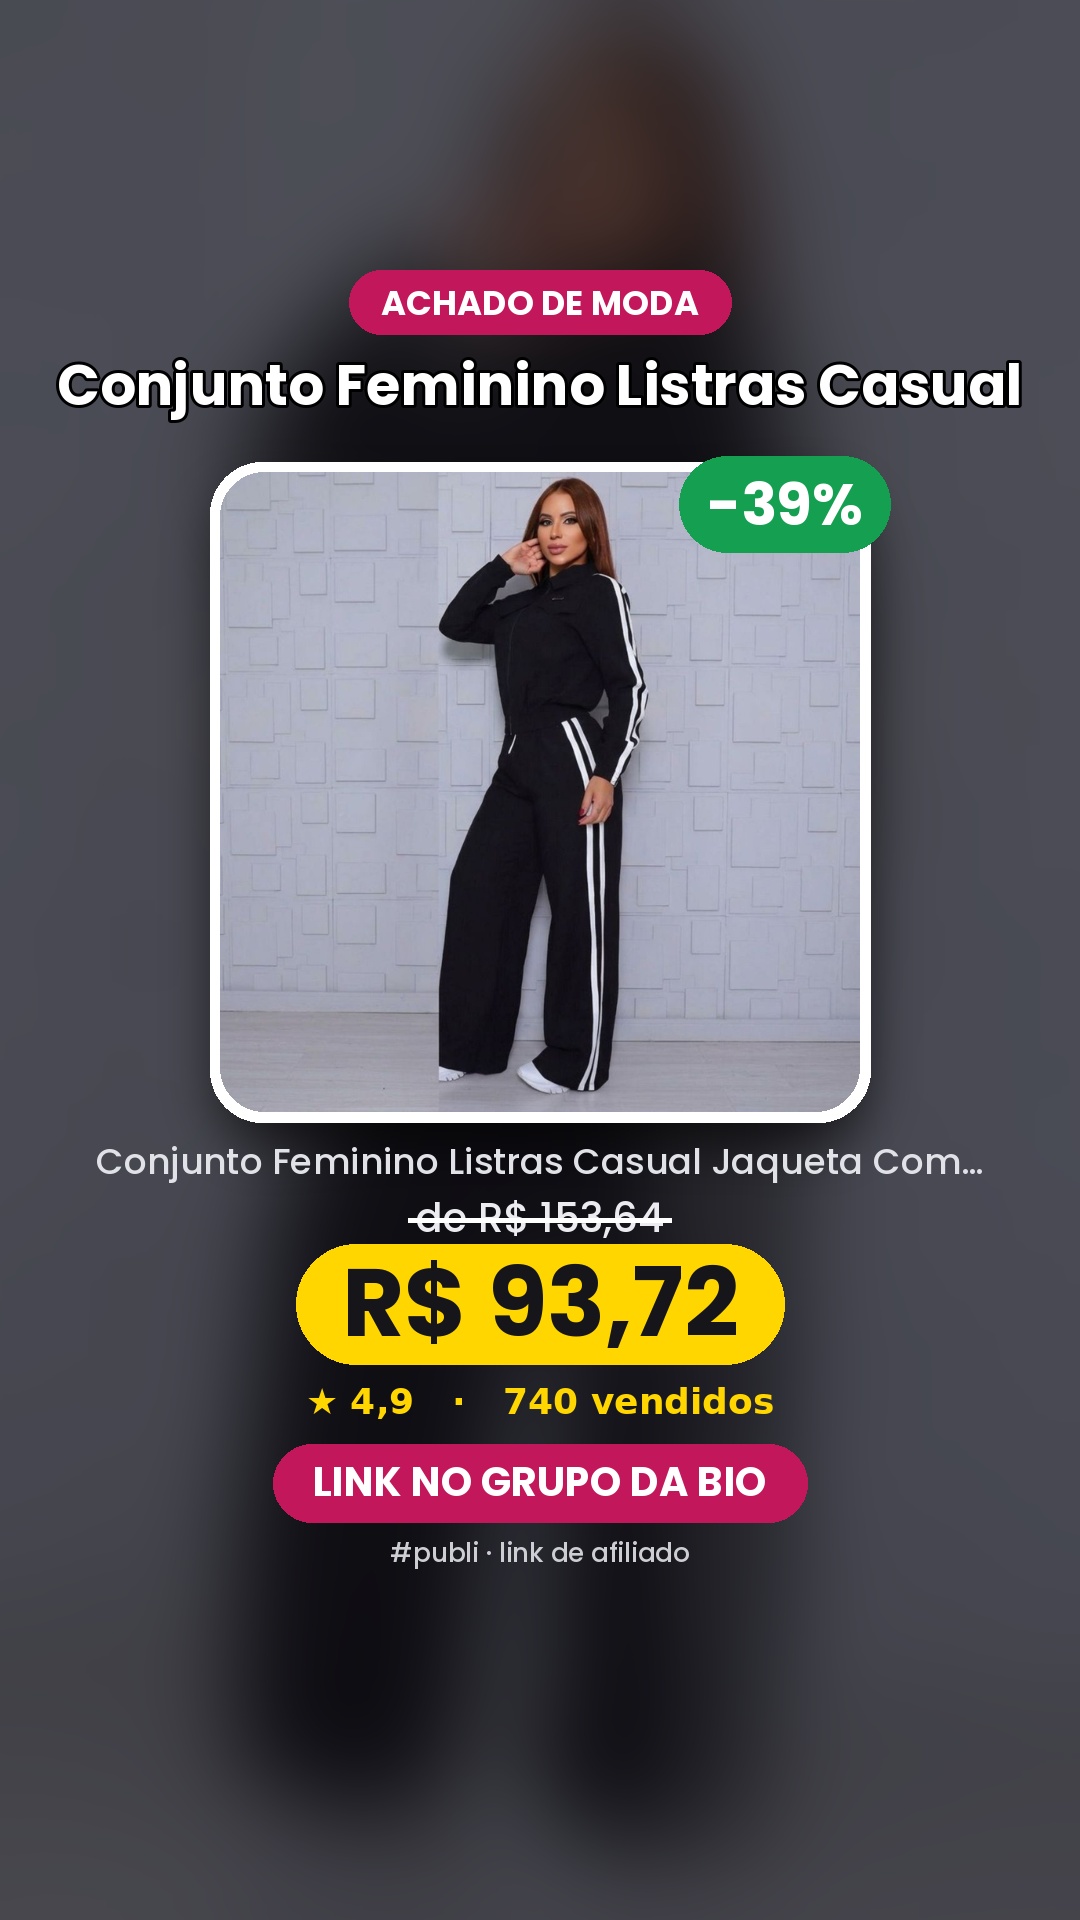 ACHADO DE MODA
Conjunto Feminino Listras Casual
-39%
Conjunto Feminino Listras Casual Jaqueta Com...
de R$ 153,64
R$ 93,72
★ 4,9 · 740 vendidos
LINK NO GRUPO DA BIO
#publi · link de afiliado